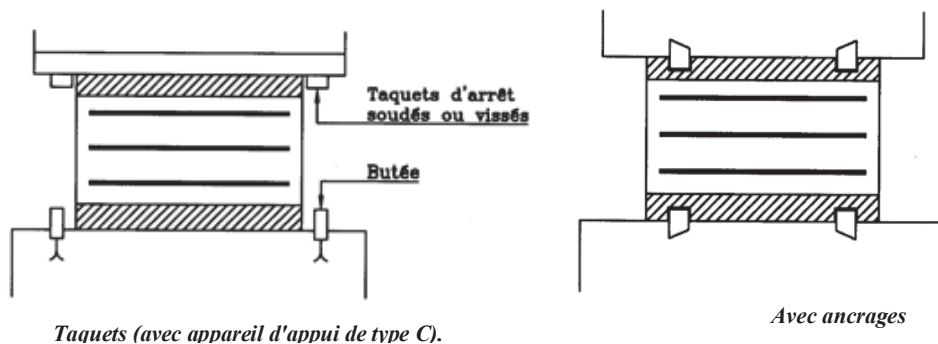 Taquets d'arrêt
soudés ou vissés
Butée
Taquets (avec appareil d'appui de type C).
Avec ancrages